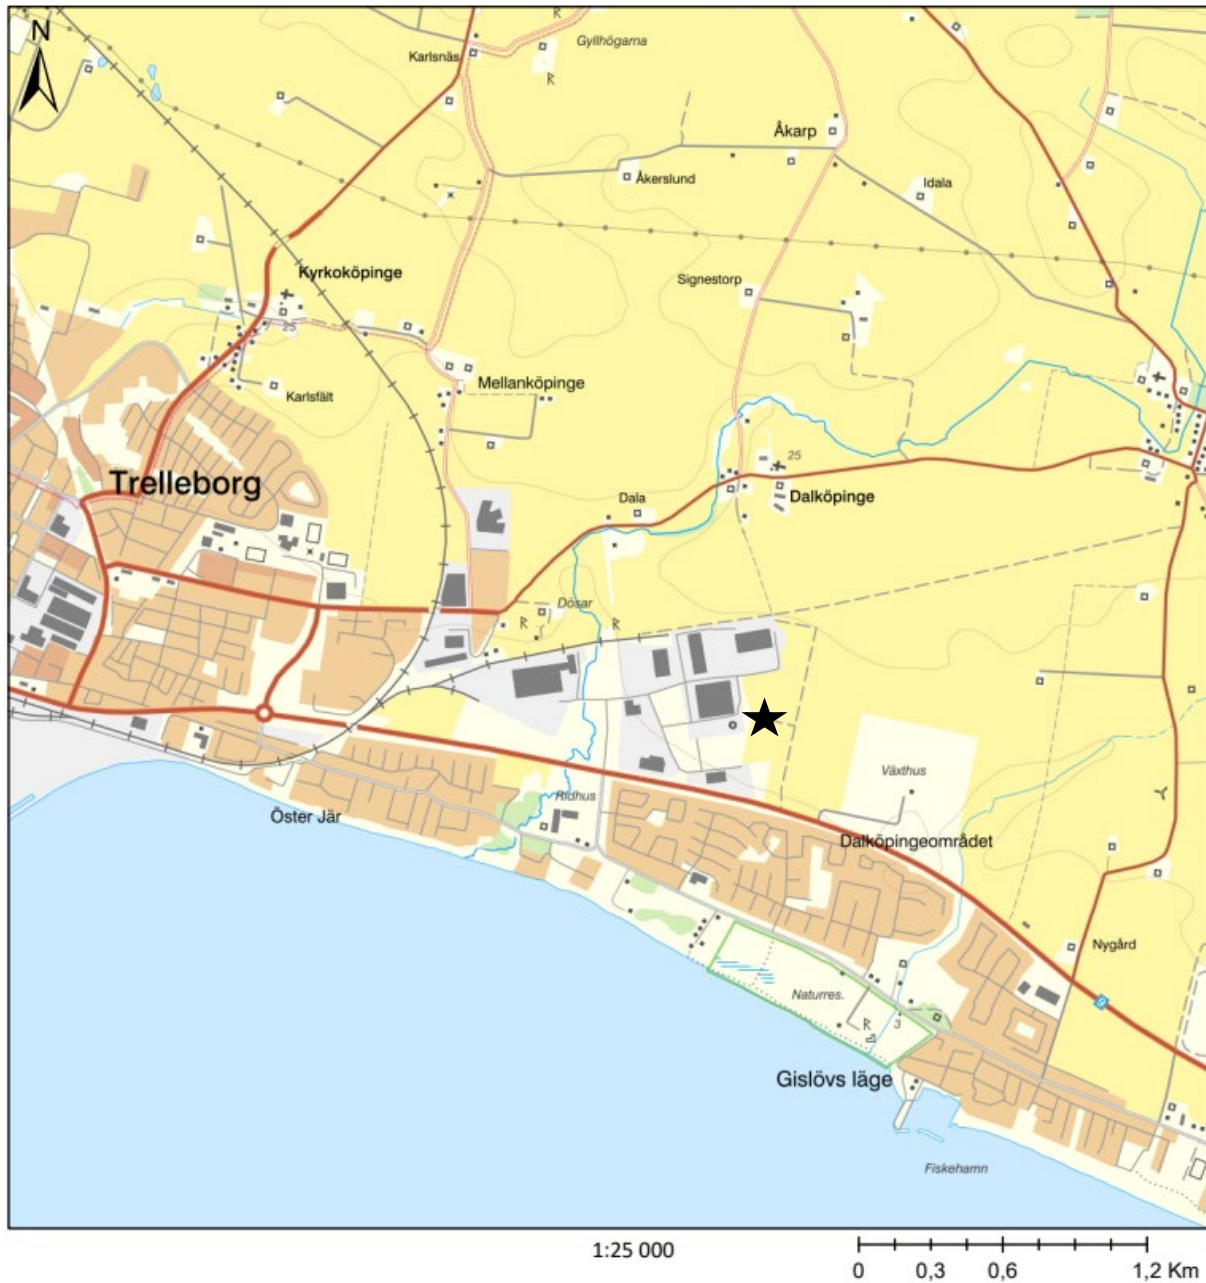 N
R
Gyllhögarna
Karlsnäs
R
Åkarp
Åkerslund
Idala
Kyrkoköpinge
Signestorp
25
Mellanköpinge
Karlsfält
25
Trelleborg
Dala
Dalköpinge
Dösar
R
R
Växthus
Ridhus
Öster Jär
Dalköpingeområdet
Nygård
Naturres.
9
R
3
Gislövs läge
Fiskehamn
1:25 000
0 0,3 0,6 1,2 Km